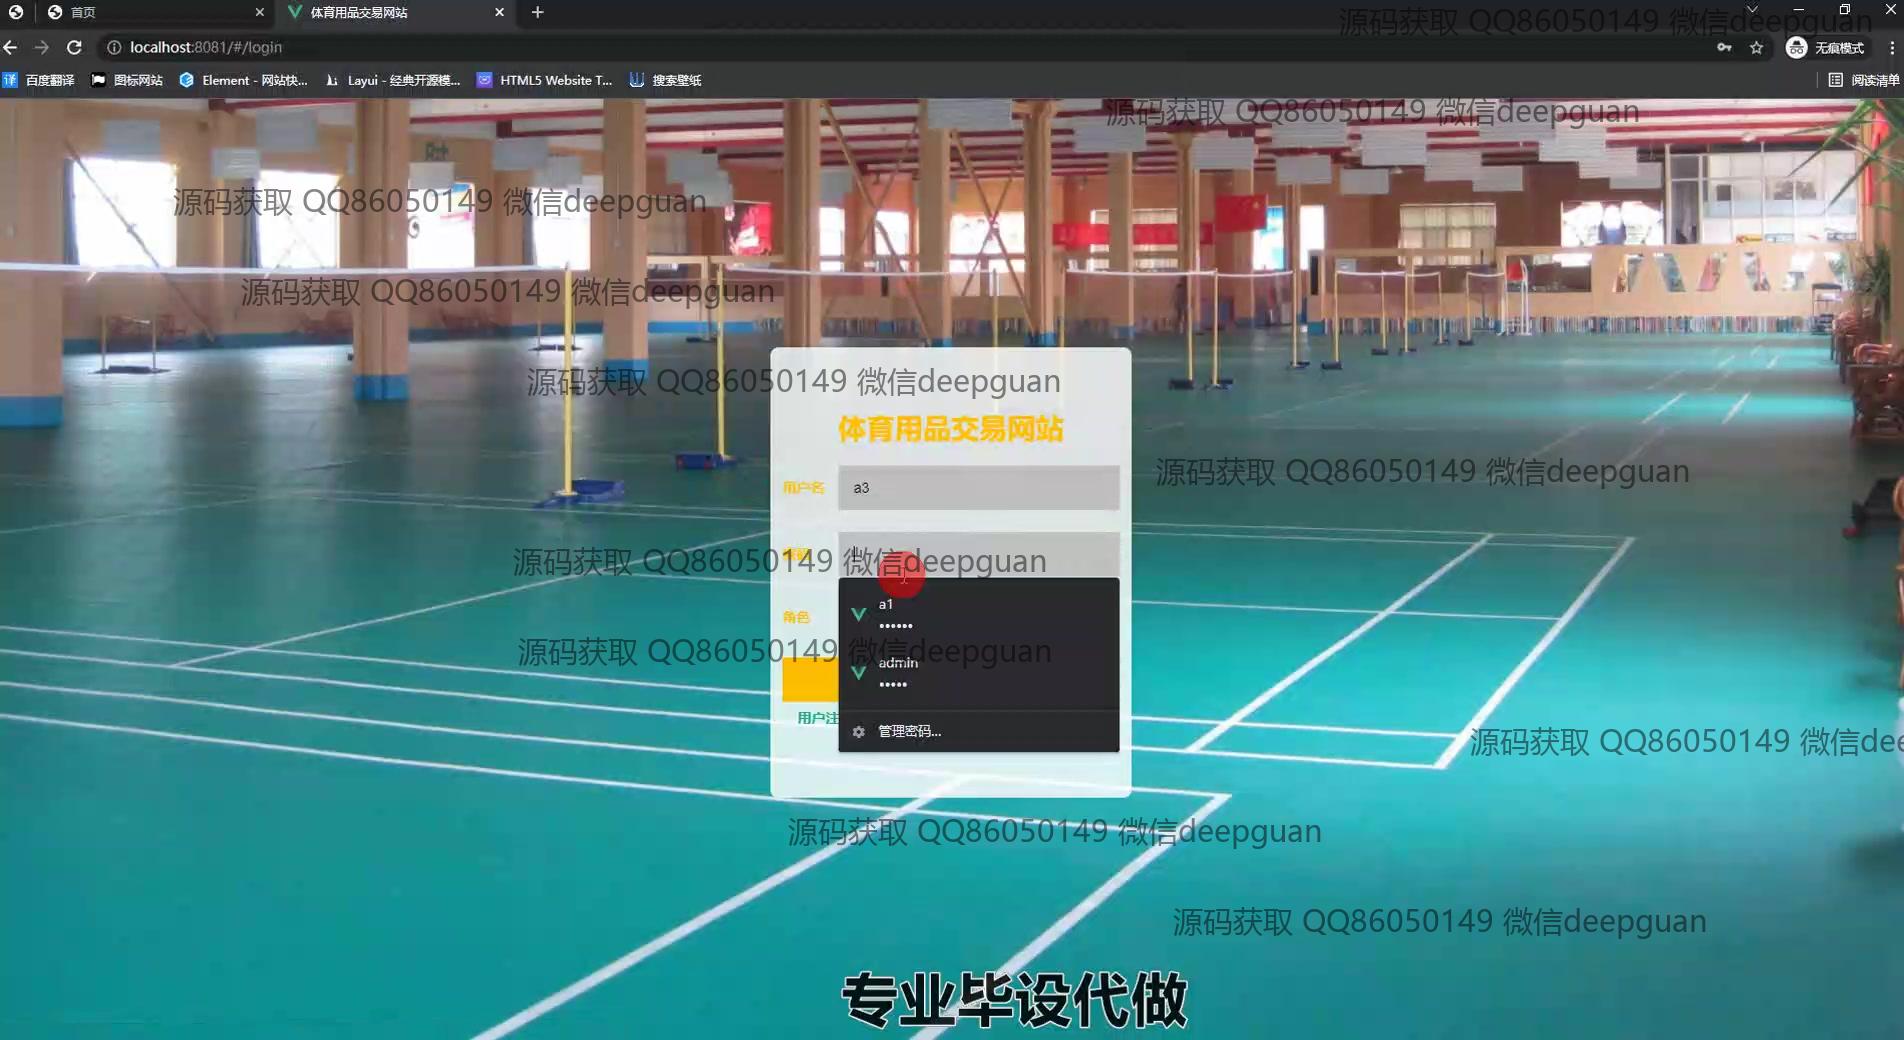 首页
体育用品交易网站
localhost:8081/#/login
无痕模式
百度翻译
图标网站
Element - 网站快...
Layui - 经典开源模...
HTML5 Website T...
搜索壁纸
阅读清单
源码获取 QQ86050149 微信deepguan
源码获取 QQ86050149 微信deepguan
源码获取 QQ86050149 微信deepguan
源码获取 QQ86050149 微信deepguan
源码获取 QQ86050149 微信deepguan
体育用品交易网站
用户名
a3
源码获取 QQ86050149 微信deepguan
源码获取 QQ86050149 微信deepguan
a1
••••••
角色
源码获取 QQ86050149 微信deepguan
admin
•••••
用户注
管理密码...
源码获取 QQ86050149 微信dee
源码获取 QQ86050149 微信deepguan
源码获取 QQ86050149 微信deepguan
专业毕设代做